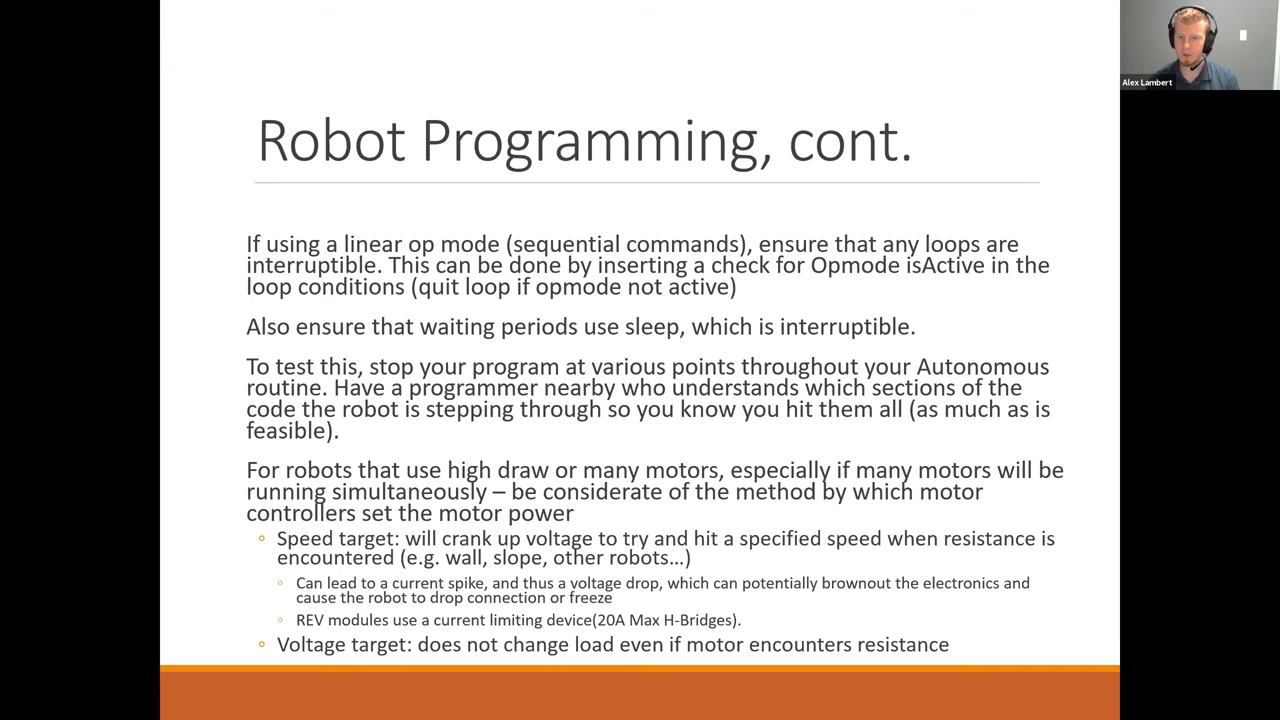 Alex Lambert
Robot Programming, cont.
If using a linear op mode (sequential commands), ensure that any loops are
interruptible. This can be done by inserting a check for Opmode isActive in the
loop conditions (quit loop if opmode not active)
Also ensure that waiting periods use sleep, which is interruptible.
To test this, stop your program at various points throughout your Autonomous
routine. Have a programmer nearby who understands which sections of the
code the robot is stepping through so you know you hit them all (as much as is
feasible).
For robots that use high draw or many motors, especially if many motors will be
running simultaneously – be considerate of the method by which motor
controllers set the motor power
◦ Speed target: will crank up voltage to try and hit a specified speed when resistance is
encountered (e.g. wall, slope, other robots…)
◦ Can lead to a current spike, and thus a voltage drop, which can potentially brownout the electronics and
cause the robot to drop connection or freeze
◦ REV modules use a current limiting device(20A Max H-Bridges).
◦ Voltage target: does not change load even if motor encounters resistance